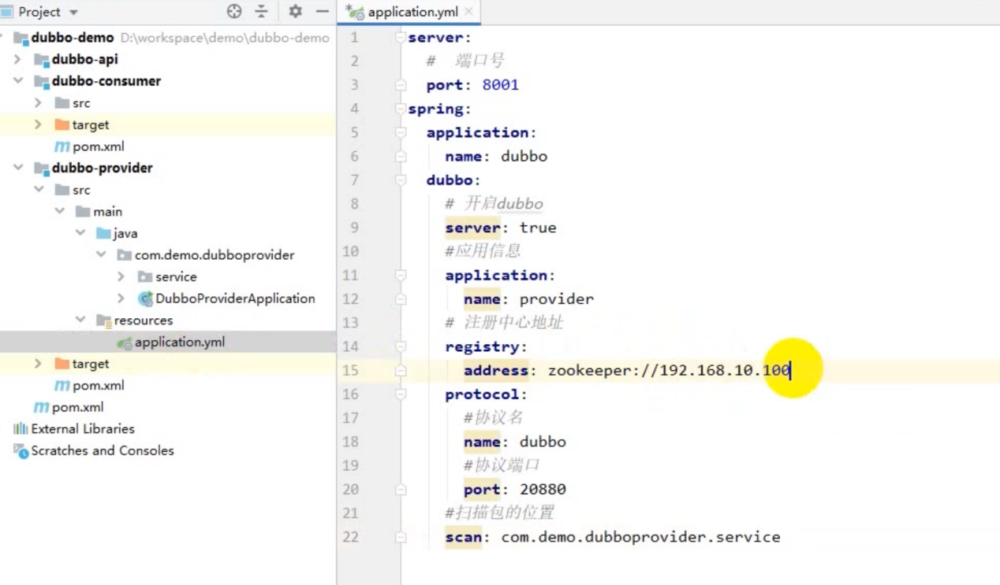 Project
dubbo-demo D:\workspace\demo\dubbo-demo
dubbo-api
dubbo-consumer
src
target
pom.xml
dubbo-provider
src
main
java
com.demo.dubboprovider
service
DubboProviderApplication
resources
application.yml
target
pom.xml
pom.xml
External Libraries
Scratches and Consoles
application.yml
1 server:
2 # 端口号
3 port: 8001
4 spring:
5 application:
6 name: dubbo
7 dubbo:
8 # 开启dubbo
9 server: true
10 #应用信息
11 application:
12 name: provider
13 # 注册中心地址
14 registry:
15 address: zookeeper://192.168.10.100
16 protocol:
17 #协议名
18 name: dubbo
19 #协议端口
20 port: 20880
21 #扫描包的位置
22 scan: com.demo.dubboprovider.service